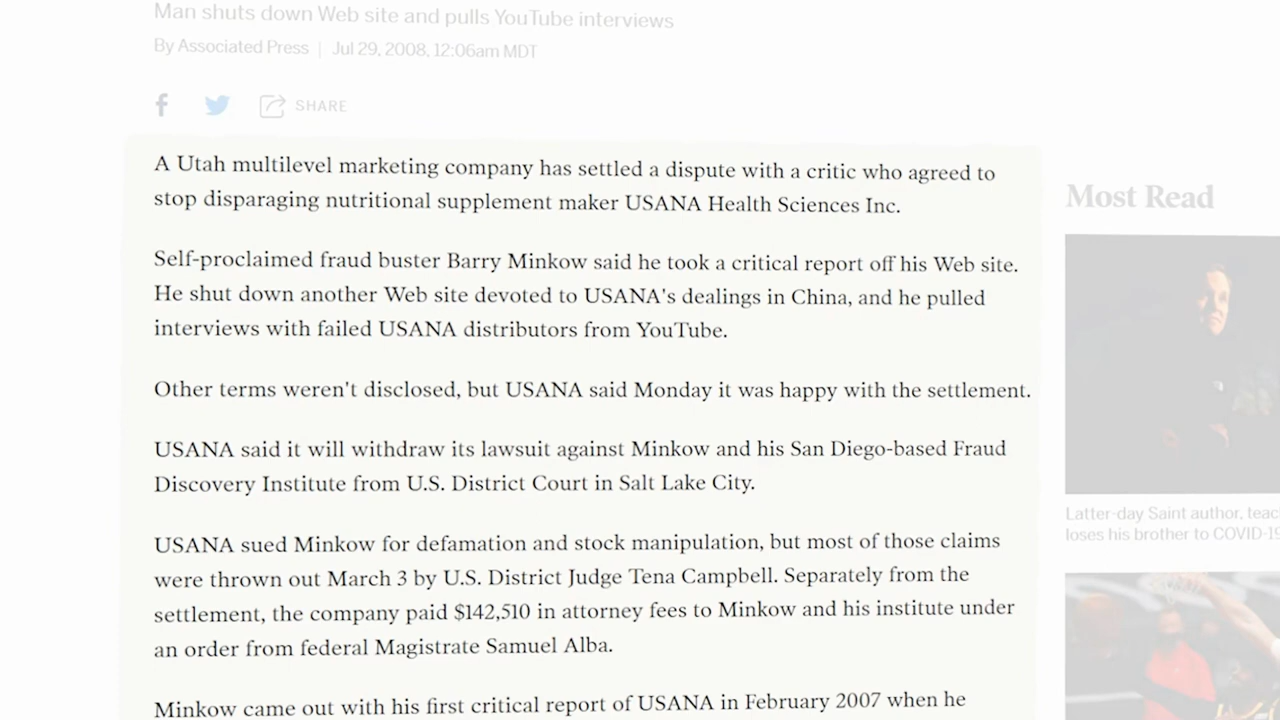 Man shuts down Web site and pulls YouTube interviews
By Associated Press | Jul 29, 2008, 12:06am MDT
SHARE
A Utah multilevel marketing company has settled a dispute with a critic who agreed to
stop disparaging nutritional supplement maker USANA Health Sciences Inc.
Self-proclaimed fraud buster Barry Minkow said he took a critical report off his Web site.
He shut down another Web site devoted to USANA's dealings in China, and he pulled
interviews with failed USANA distributors from YouTube.
Other terms weren't disclosed, but USANA said Monday it was happy with the settlement.
USANA said it will withdraw its lawsuit against Minkow and his San Diego-based Fraud
Discovery Institute from U.S. District Court in Salt Lake City.
USANA sued Minkow for defamation and stock manipulation, but most of those claims
were thrown out March 3 by U.S. District Judge Tena Campbell. Separately from the
settlement, the company paid $142,510 in attorney fees to Minkow and his institute under
an order from federal Magistrate Samuel Alba.
Minkow came out with his first critical report of USANA in February 2007 when he
Most Read
Latter-day Saint author, teac
loses his brother to COVID-19